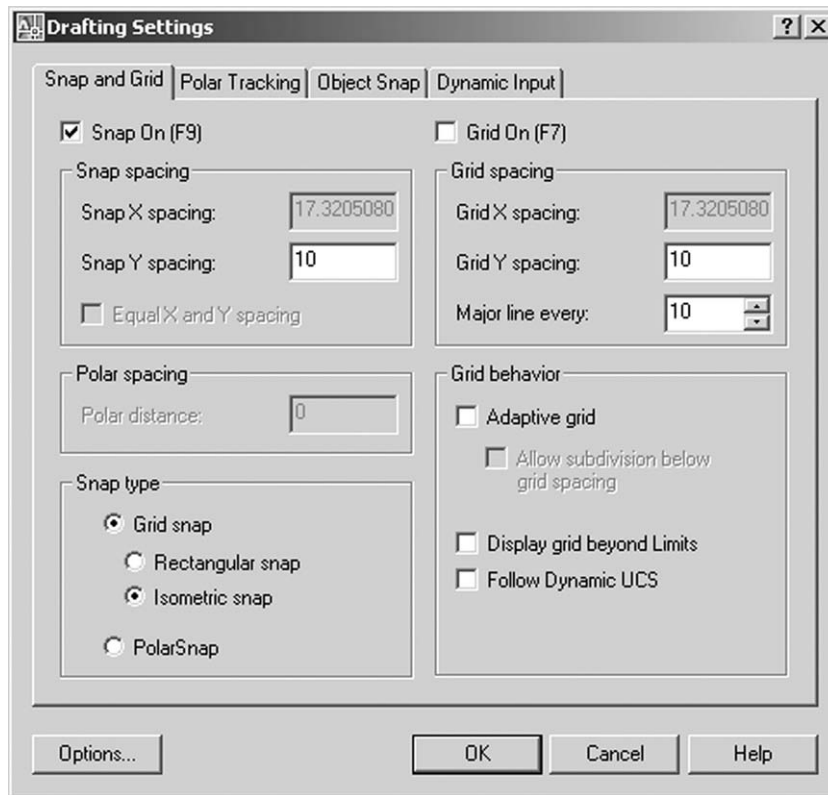 Drafting Settings
Snap and Grid
Polar Tracking
Object Snap
Dynamic Input
Snap On (F9)
Snap spacing
Snap X spacing: 17.3205080
Snap Y spacing: 10
Equal X and Y spacing
Polar spacing
Polar distance: 0
Snap type
Grid snap
Rectangular snap
Isometric snap
PolarSnap
Grid On (F7)
Grid spacing
Grid X spacing: 17.3205080
Grid Y spacing: 10
Major line every: 10
Grid behavior
Adaptive grid
Allow subdivision below
grid spacing
Display grid beyond Limits
Follow Dynamic UCS
Options...
OK
Cancel
Help